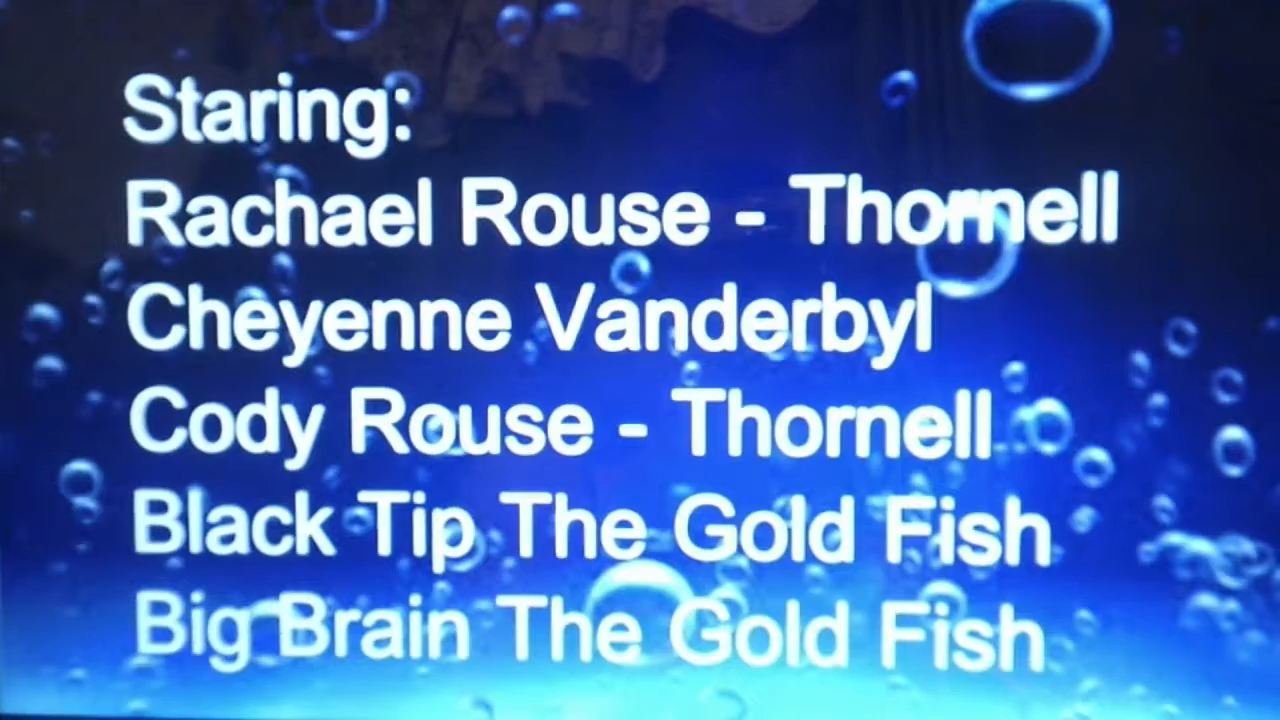 Staring:
Rachael Rouse - Thornell
Cheyenne Vanderbyl
Cody Rouse - Thornell
Black Tip The Gold Fish
Big Brain The Gold Fish